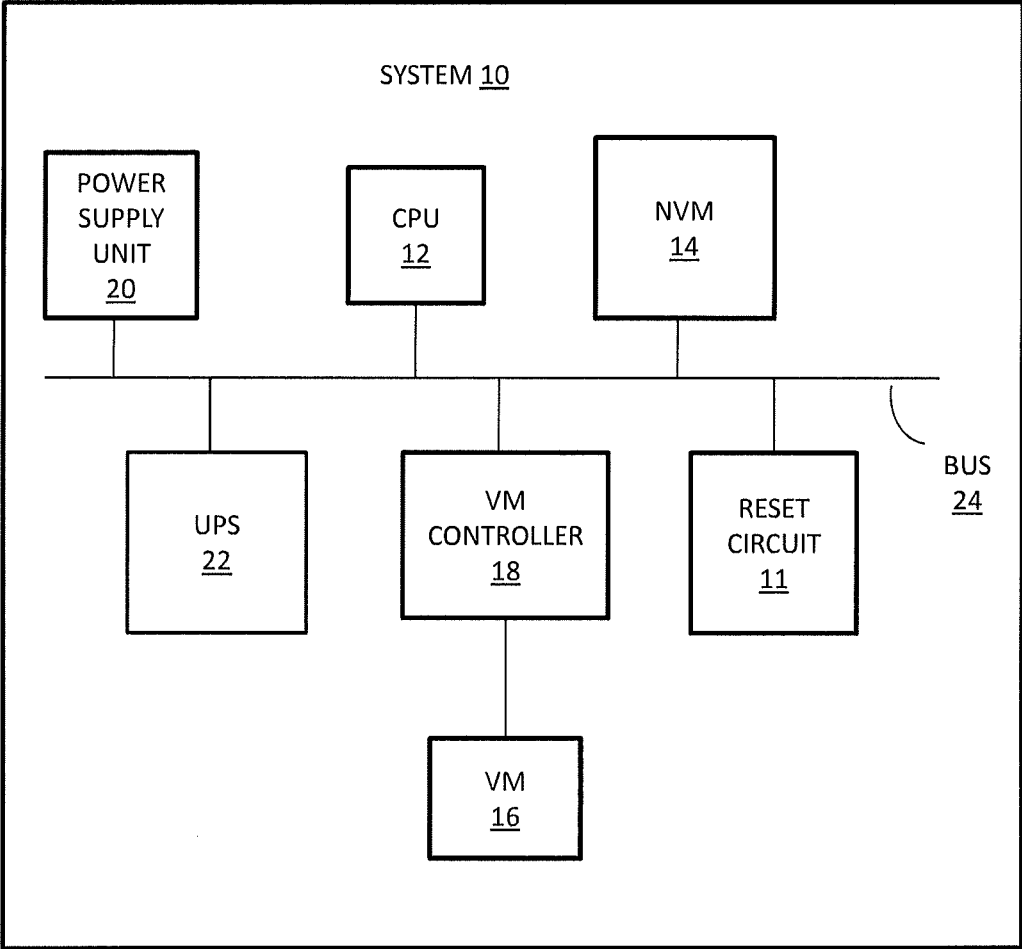 SYSTEM 10
POWER
SUPPLY
UNIT
20
CPU
12
NVM
14
UPS
22
VM
CONTROLLER
18
RESET
CIRCUIT
11
BUS
24
VM
16